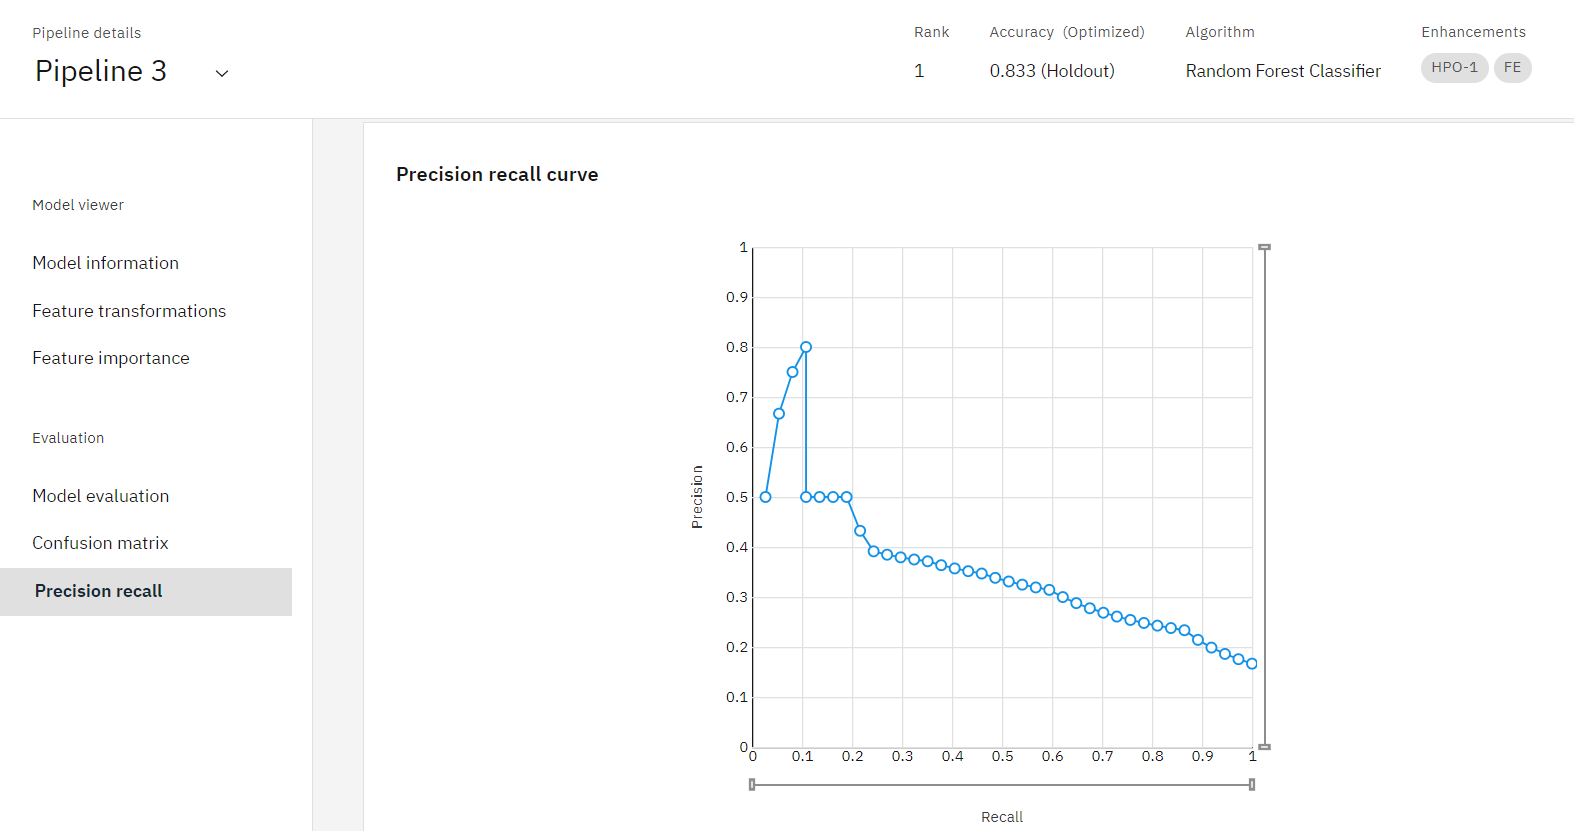 Pipeline details
Pipeline 3
Rank
1
Accuracy (Optimized)
0.833 (Holdout)
Algorithm
Random Forest Classifier
Enhancements
HPO-1 FE
Model viewer
Model information
Feature transformations
Feature importance
Evaluation
Model evaluation
Confusion matrix
Precision recall
Precision recall curve
Precision
1
0.9
0.8
0.7
0.6
0.5
0.4
0.3
0.2
0.1
0
0 0.1 0.2 0.3 0.4 0.5 0.6 0.7 0.8 0.9 1
Recall